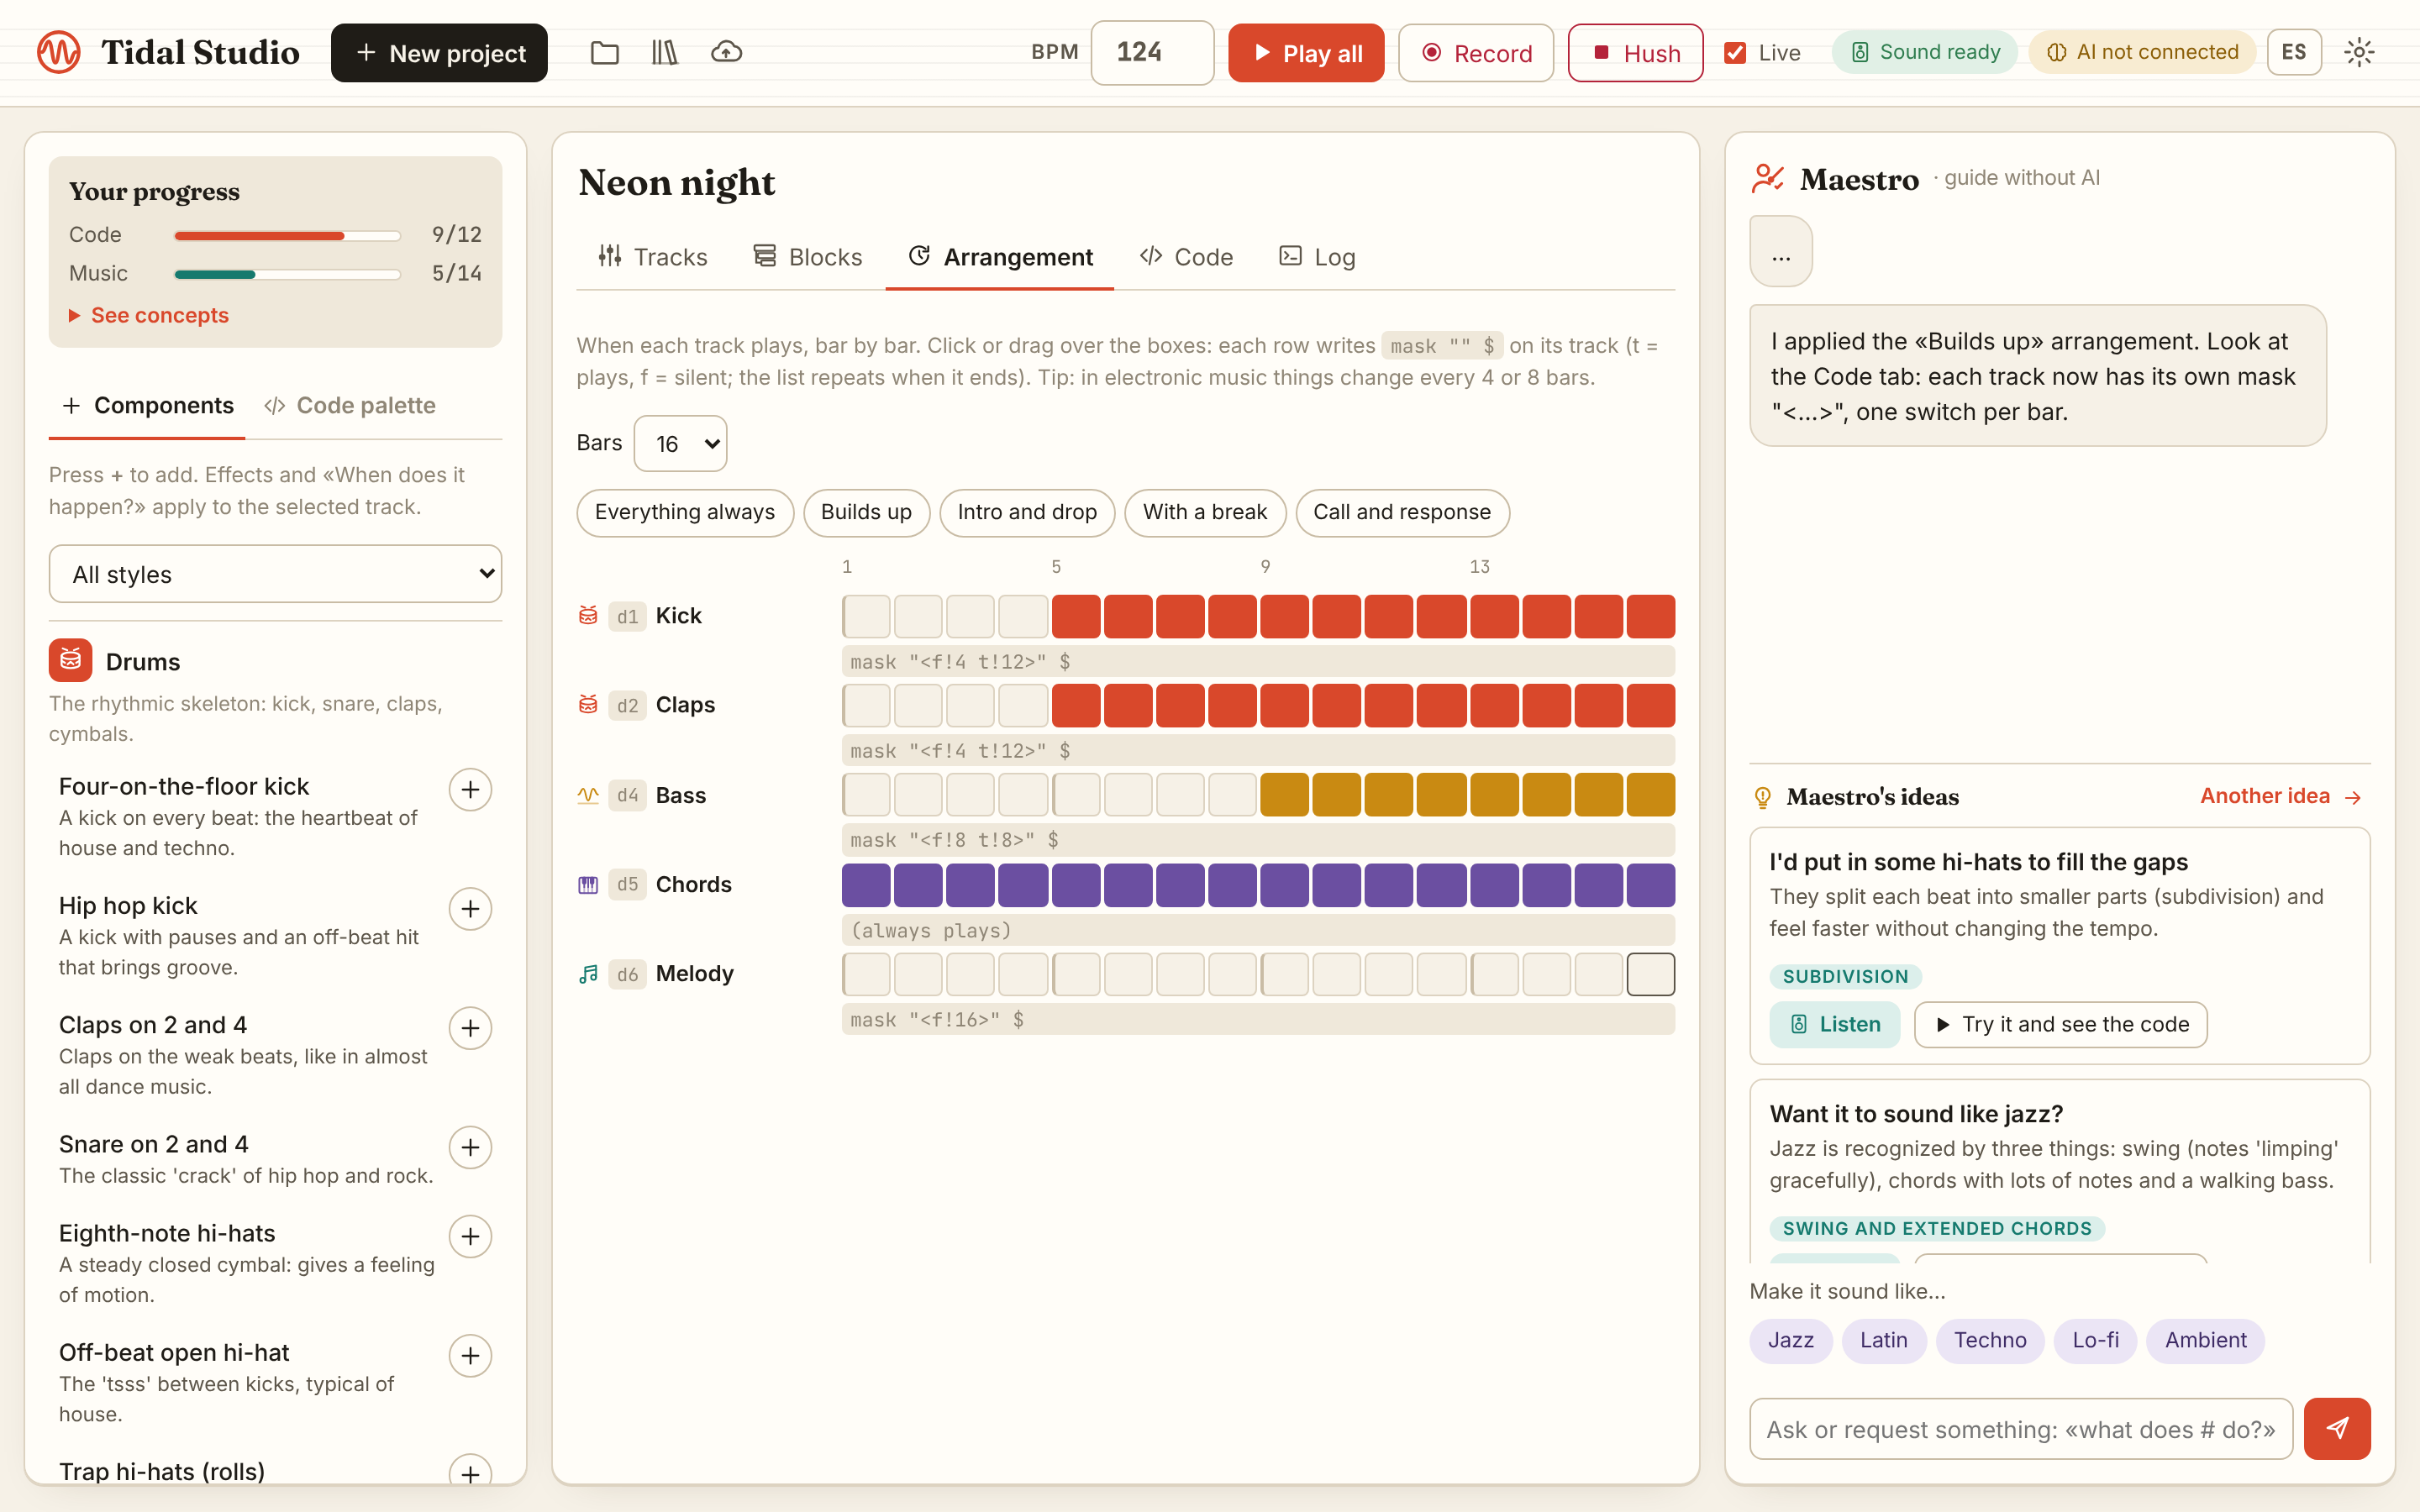 Tidal Studio
New project
BPM 124
Play all
Record
Hush
Live
Sound ready
AI not connected
ES
Your progress
Code 9/12
Music 5/14
See concepts
Components
Code palette
Press + to add. Effects and «When does it
happen?» apply to the selected track.
All styles
Drums
The rhythmic skeleton: kick, snare, claps,
cymbals.
Four-on-the-floor kick
A kick on every beat: the heartbeat of
house and techno.
Hip hop kick
A kick with pauses and an off-beat hit
that brings groove.
Claps on 2 and 4
Claps on the weak beats, like in almost
all dance music.
Snare on 2 and 4
The classic 'crack' of hip hop and rock.
Eighth-note hi-hats
A steady closed cymbal: gives a feeling
of motion.
Off-beat open hi-hat
The 'tsss' between kicks, typical of
house.
Trap hi-hats (rolls)
Neon night
Tracks
Blocks
Arrangement
Code
Log
When each track plays, bar by bar. Click or drag over the boxes: each row writes mask "" $ on its track (t =
plays, f = silent; the list repeats when it ends). Tip: in electronic music things change every 4 or 8 bars.
Bars 16
Everything always
Builds up
Intro and drop
With a break
Call and response
1 5 9 13
d1 Kick
mask "<f!4 t!12>" $
d2 Claps
mask "<f!4 t!12>" $
d4 Bass
mask "<f!8 t!8>" $
d5 Chords
(always plays)
d6 Melody
mask "<f!16>" $
Maestro · guide without AI
...
I applied the «Builds up» arrangement. Look at
the Code tab: each track now has its own mask
"<...>", one switch per bar.
Maestro's ideas
Another idea →
I'd put in some hi-hats to fill the gaps
They split each beat into smaller parts (subdivision) and
feel faster without changing the tempo.
SUBDIVISION
Listen
Try it and see the code
Want it to sound like jazz?
Jazz is recognized by three things: swing (notes 'limping'
gracefully), chords with lots of notes and a walking bass.
SWING AND EXTENDED CHORDS
Make it sound like...
Jazz
Latin
Techno
Lo-fi
Ambient
Ask or request something: «what does # do?»